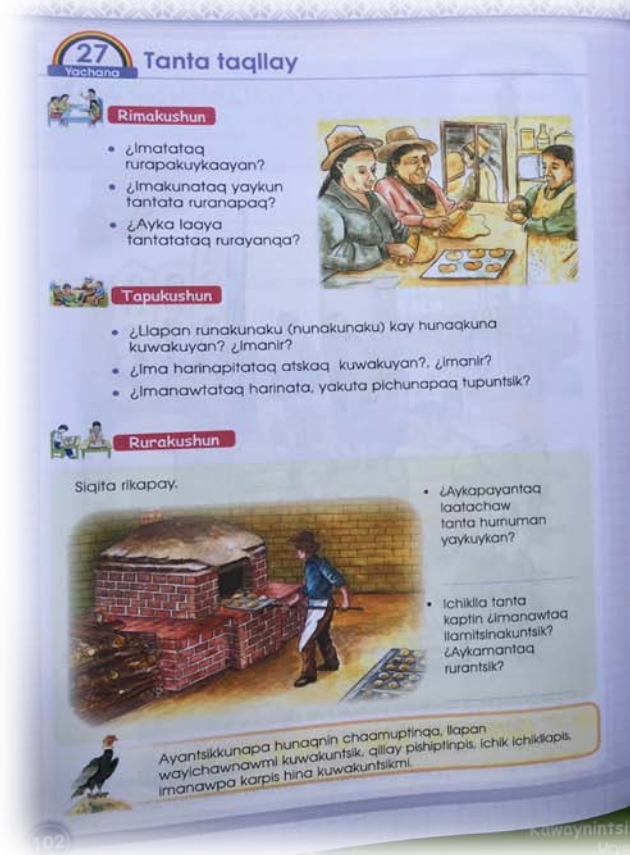 27
Yachana
Tanta taqllay
Rimakushun
• ¿Imatataq
rurapakuykaayan?
• ¿Imakunataq yaykun
tantata ruranapaq?
• ¿Ayka laaya
tantatataq rurayanqa?
Tapukushun
• ¿Llapan runakunaku (nunakunaku) kay hunaqkuna
kuwakuyan? ¿Imanir?
• ¿Ima harinapitataq atskaq kuwakuyan?, ¿imanir?
• ¿Imanawtataq harinata, yakuta pichunapaq tupuntsik?
Rurakushun
Siqita rikapay.
• ¿Aykapayantaq
laatachaw
tanta hurnuman
yaykuykan?
• Ichiklla tanta
kaptin ¿imanawtaq
llamitsinakuntsik?
¿Aykamantaq
rurantsik?
Ayantsikkunapa hunaqnin chaamuptinqa, llapan
wayichawnawmi kuwakuntsik, qillay pishiptinpis, ichik ichikllapis,
imanawpa karpis hina kuwakuntsikmi.
102